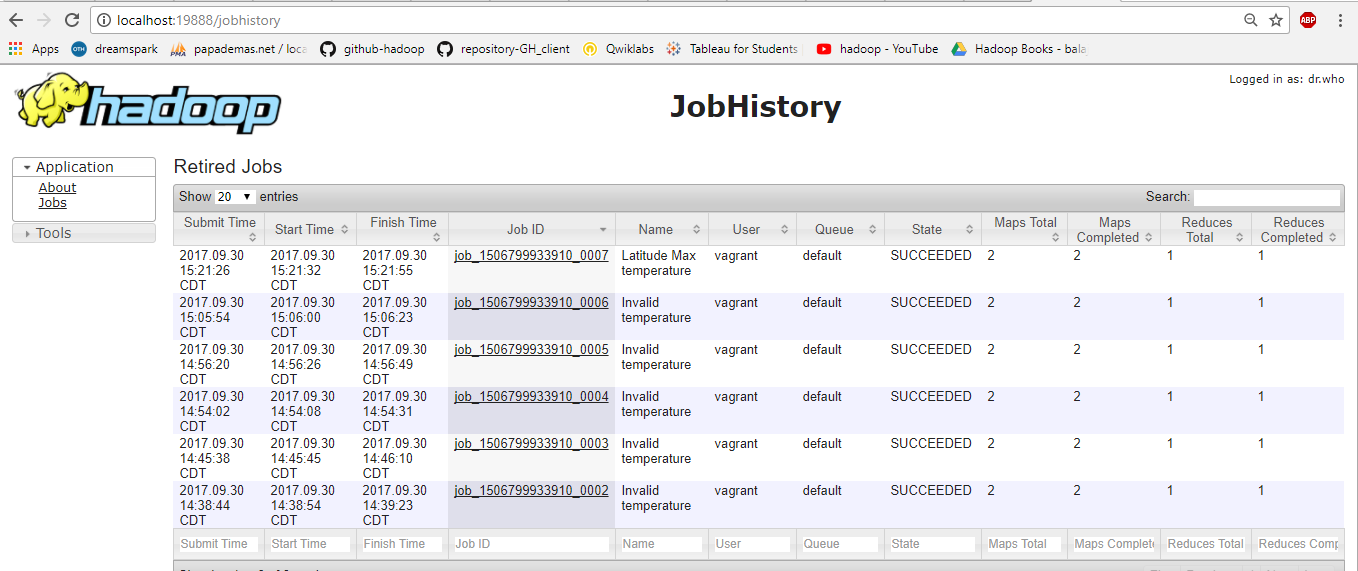 localhost:19888/jobhistory
ABP
Apps OTH dreamspark PMA papademas.net / loca github-hadoop repository-GH_client Qwiklabs Tableau for Students hadoop - YouTube Hadoop Books - bala
hadoop
JobHistory
Logged in as: dr.who
Application
About
Jobs
Tools
Retired Jobs
Show 20 entries Search:
Submit Time Start Time Finish Time Job ID Name User Queue State Maps Total Maps Completed Reduces Total Reduces Completed
2017.09.30 2017.09.30 2017.09.30 job_1506799933910_0007 Latitude Max vagrant default SUCCEEDED 2 2 1 1
15:21:26 15:21:32 15:21:55 temperature
CDT CDT CDT
2017.09.30 2017.09.30 2017.09.30 job_1506799933910_0006 Invalid vagrant default SUCCEEDED 2 2 1 1
15:05:54 15:06:00 15:06:23 temperature
CDT CDT CDT
2017.09.30 2017.09.30 2017.09.30 job_1506799933910_0005 Invalid vagrant default SUCCEEDED 2 2 1 1
14:56:20 14:56:26 14:56:49 temperature
CDT CDT CDT
2017.09.30 2017.09.30 2017.09.30 job_1506799933910_0004 Invalid vagrant default SUCCEEDED 2 2 1 1
14:54:02 14:54:08 14:54:31 temperature
CDT CDT CDT
2017.09.30 2017.09.30 2017.09.30 job_1506799933910_0003 Invalid vagrant default SUCCEEDED 2 2 1 1
14:45:38 14:45:45 14:46:10 temperature
CDT CDT CDT
2017.09.30 2017.09.30 2017.09.30 job_1506799933910_0002 Invalid vagrant default SUCCEEDED 2 2 1 1
14:38:44 14:38:54 14:39:23 temperature
CDT CDT CDT
Submit Time Start Time Finish Time Job ID Name User Queue State Maps Total Maps Complete Reduces Total Reduces Comp